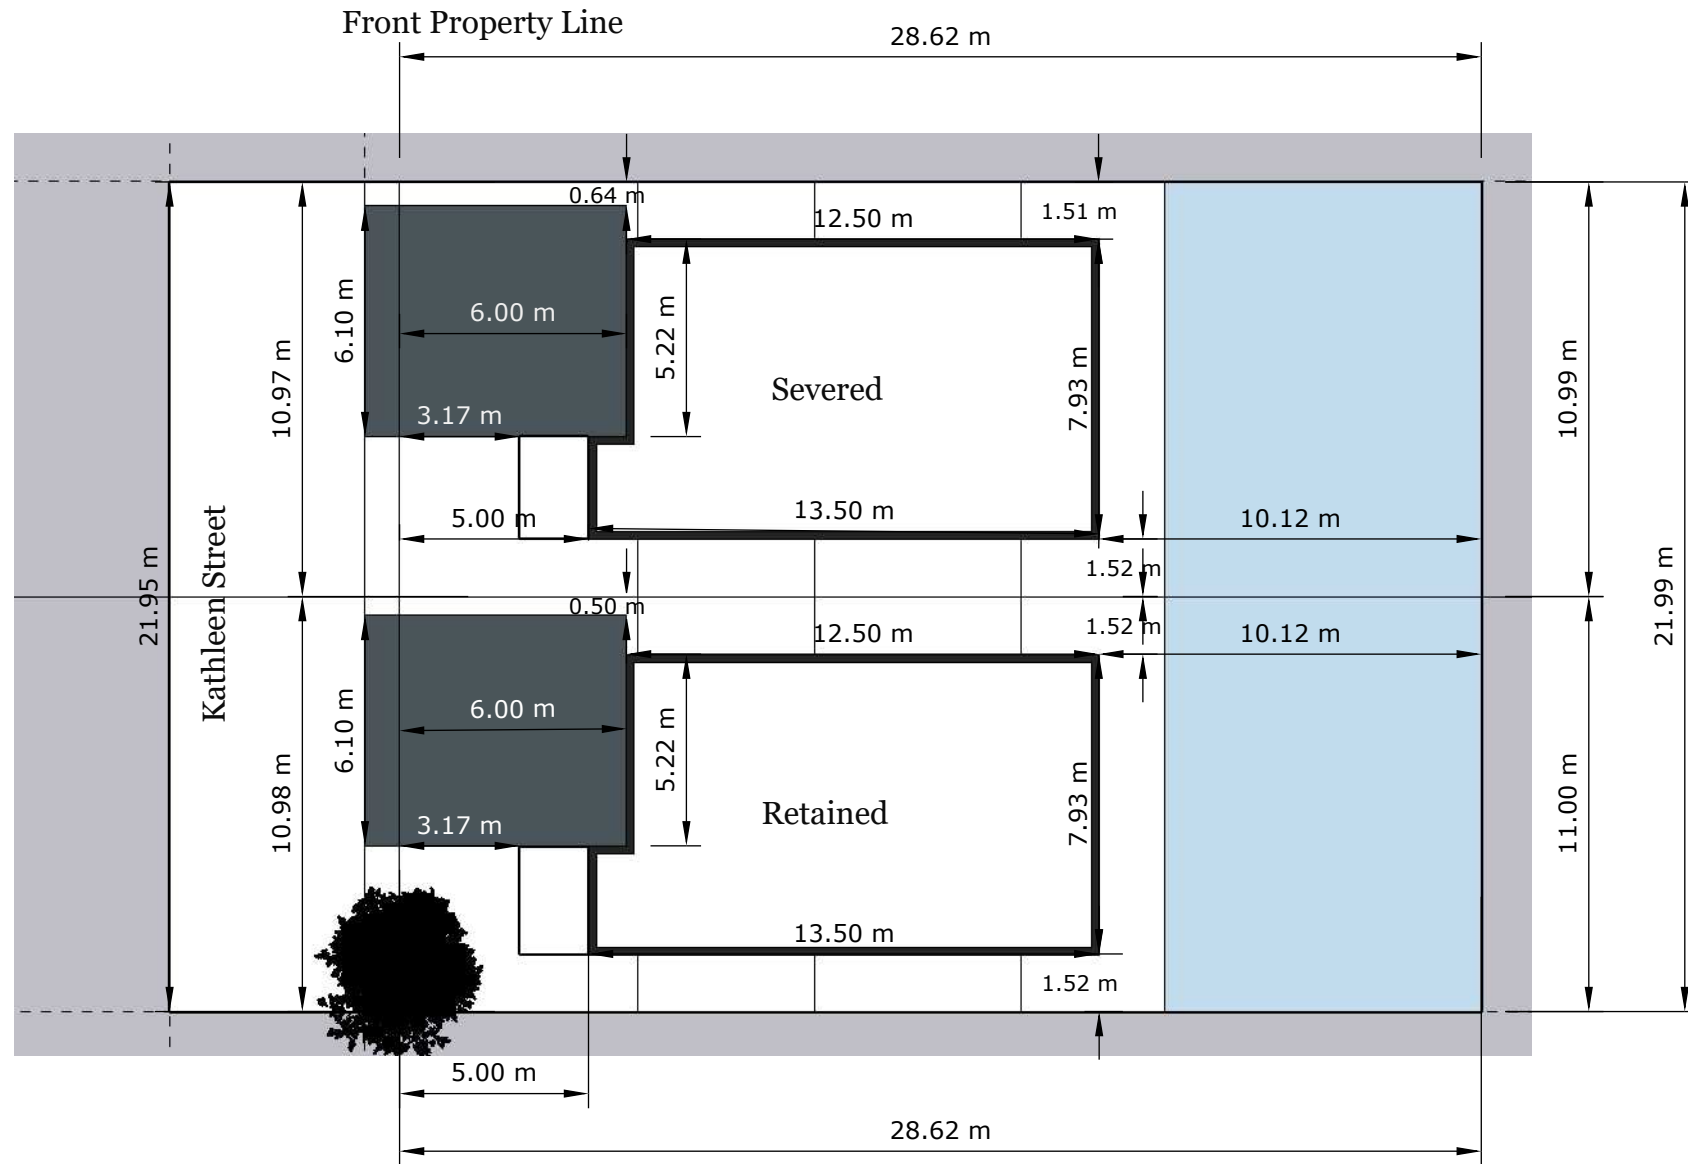 Front Property Line
28.62 m
0.64 m
12.50 m
1.51 m
6.10 m
6.00 m
5.22 m
10.97 m
Severed
7.93 m
10.99 m
3.17 m
5.00 m
13.50 m
10.12 m
21.95 m
Kathleen Street
1.52 m
21.99 m
0.50 m
12.50 m
1.52 m
10.12 m
6.10 m
6.00 m
5.22 m
10.98 m
Retained
7.93 m
11.00 m
3.17 m
13.50 m
1.52 m
5.00 m
28.62 m